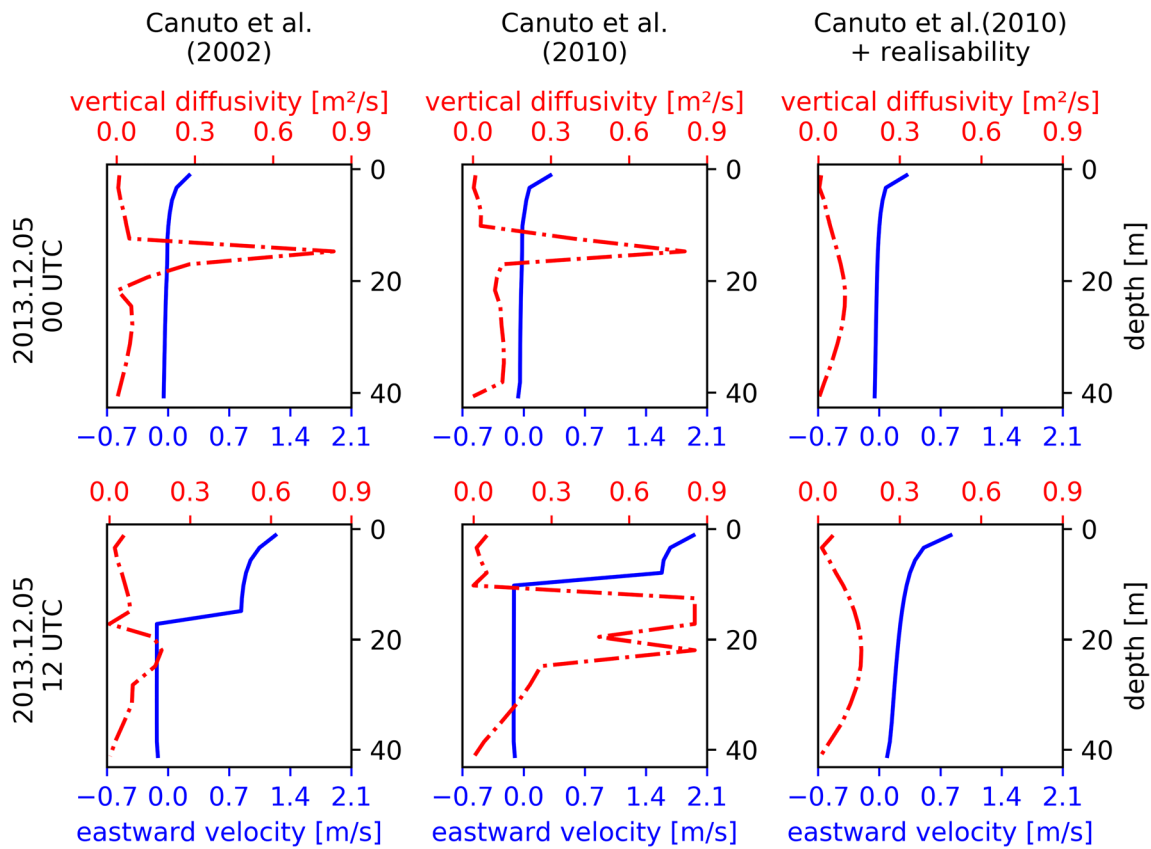 Canuto et al. (2002)
Canuto et al. (2010)
Canuto et al.(2010) + realisability
vertical diffusivity [m²/s]
vertical diffusivity [m²/s]
vertical diffusivity [m²/s]
0.0 0.3 0.6 0.9
0.0 0.3 0.6 0.9
0.0 0.3 0.6 0.9
2013.12.05
00 UTC
0
20
40
0
20
40
0
20
40
depth [m]
−0.7 0.0 0.7 1.4 2.1
−0.7 0.0 0.7 1.4 2.1
−0.7 0.0 0.7 1.4 2.1
0.0 0.3 0.6 0.9
0.0 0.3 0.6 0.9
0.0 0.3 0.6 0.9
2013.12.05
12 UTC
0
20
40
0
20
40
0
20
40
depth [m]
−0.7 0.0 0.7 1.4 2.1
−0.7 0.0 0.7 1.4 2.1
−0.7 0.0 0.7 1.4 2.1
eastward velocity [m/s]
eastward velocity [m/s]
eastward velocity [m/s]